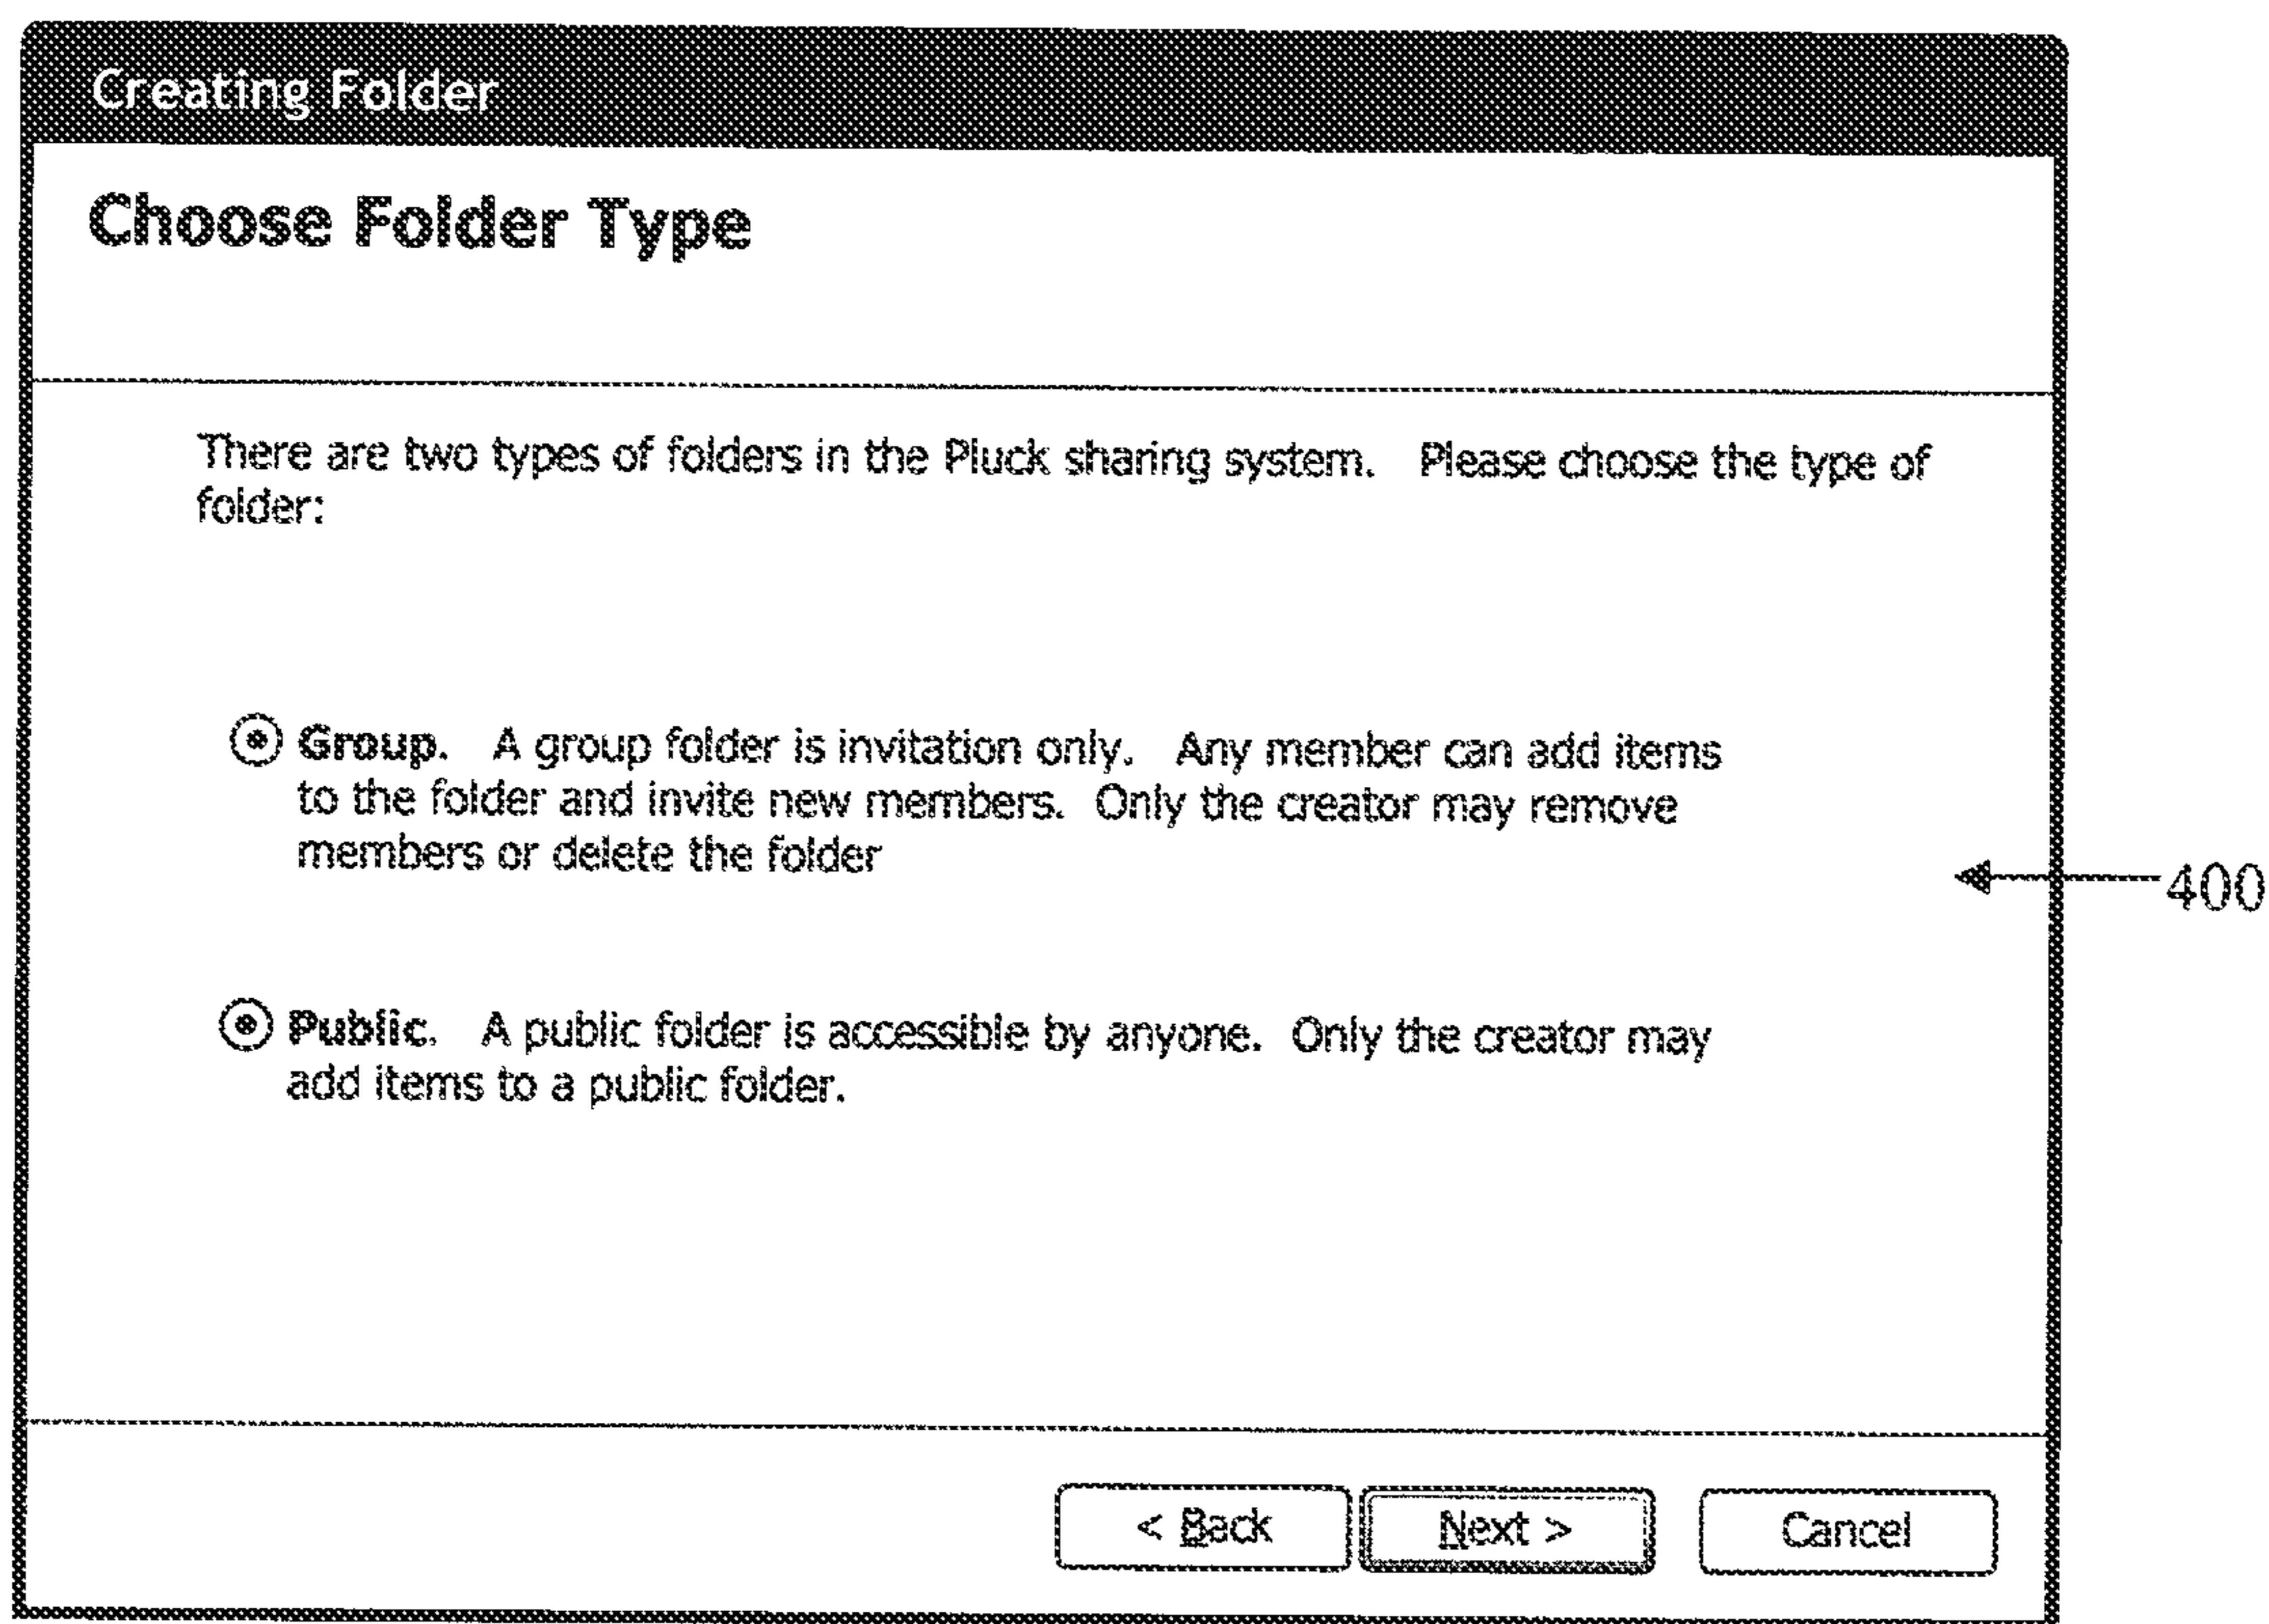 Creating Folder
Choose Folder Type
There are two types of folders in the Pluck sharing system. Please choose the type of
folder:
Group. A group folder is invitation only. Any member can add items
to the folder and invite new members. Only the creator may remove
members or delete the folder
400
Public. A public folder is accessible by anyone. Only the creator may
add items to a public folder.
< Back
Next >
Cancel